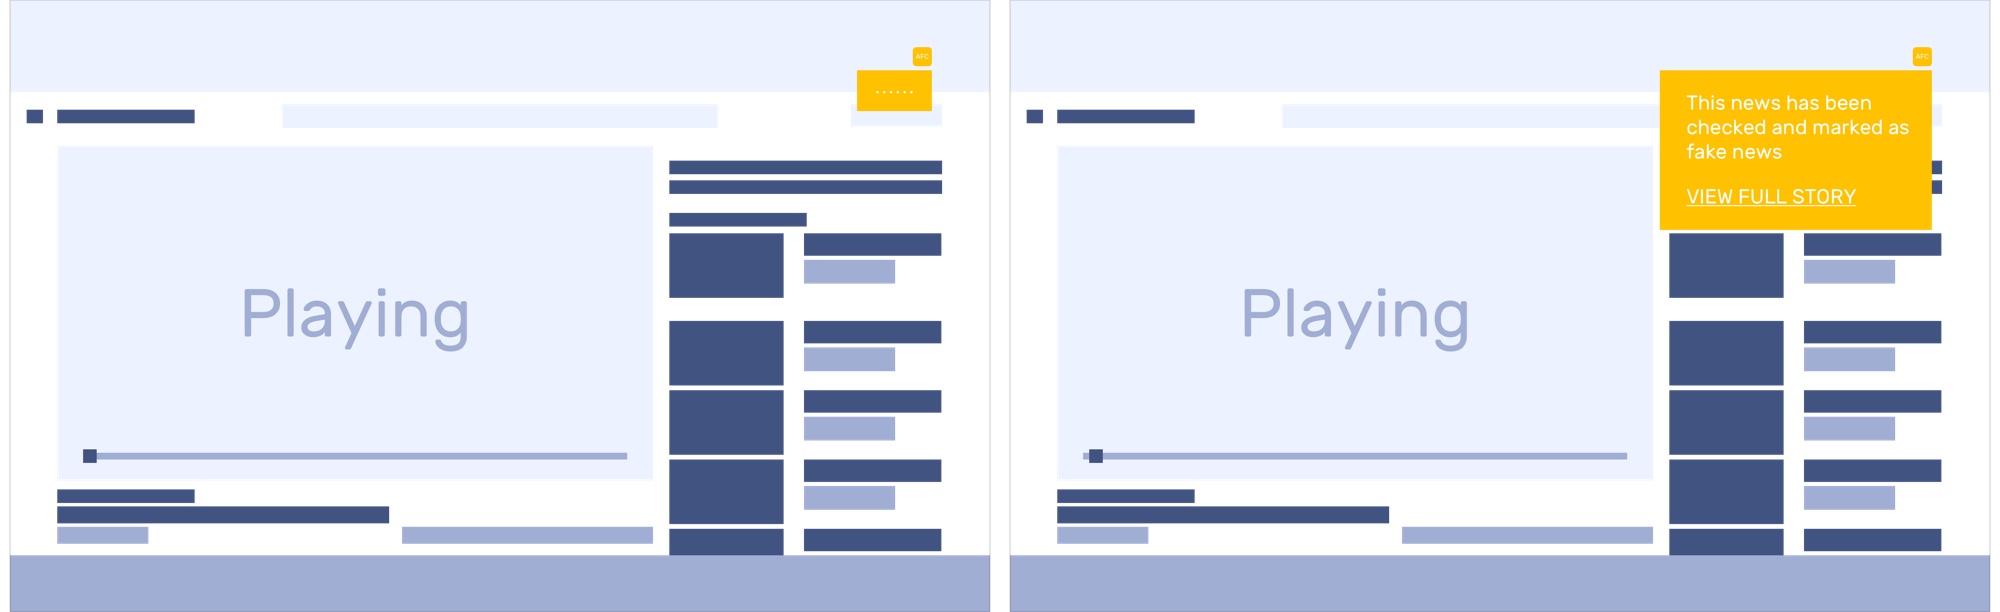 AFC
......
Playing
AFC
This news has been
checked and marked as
fake news
VIEW FULL STORY
Playing